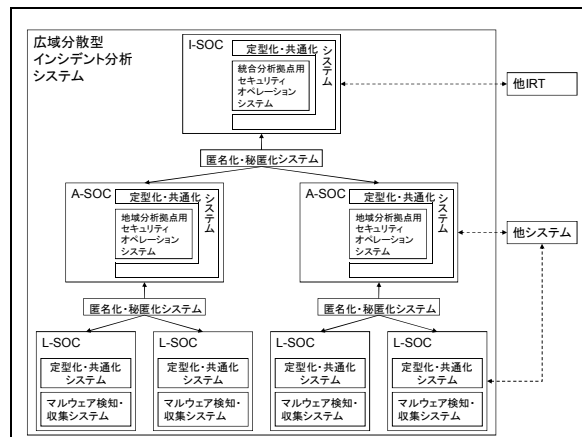 広域分散型
インシデント分析
システム
I-SOC
定型化・共通化
システム
統合分析拠点用
セキュリティ
オペレーション
システム
他IRT
匿名化・秘匿化システム
A-SOC
定型化・共通化
システム
地域分析拠点用
セキュリティ
オペレーション
システム
A-SOC
定型化・共通化
システム
地域分析拠点用
セキュリティ
オペレーション
システム
他システム
匿名化・秘匿化システム
匿名化・秘匿化システム
L-SOC
定型化・共通化
システム
マルウェア検知・
収集システム
L-SOC
定型化・共通化
システム
マルウェア検知・
収集システム
L-SOC
定型化・共通化
システム
マルウェア検知・
収集システム
L-SOC
定型化・共通化
システム
マルウェア検知・
収集システム